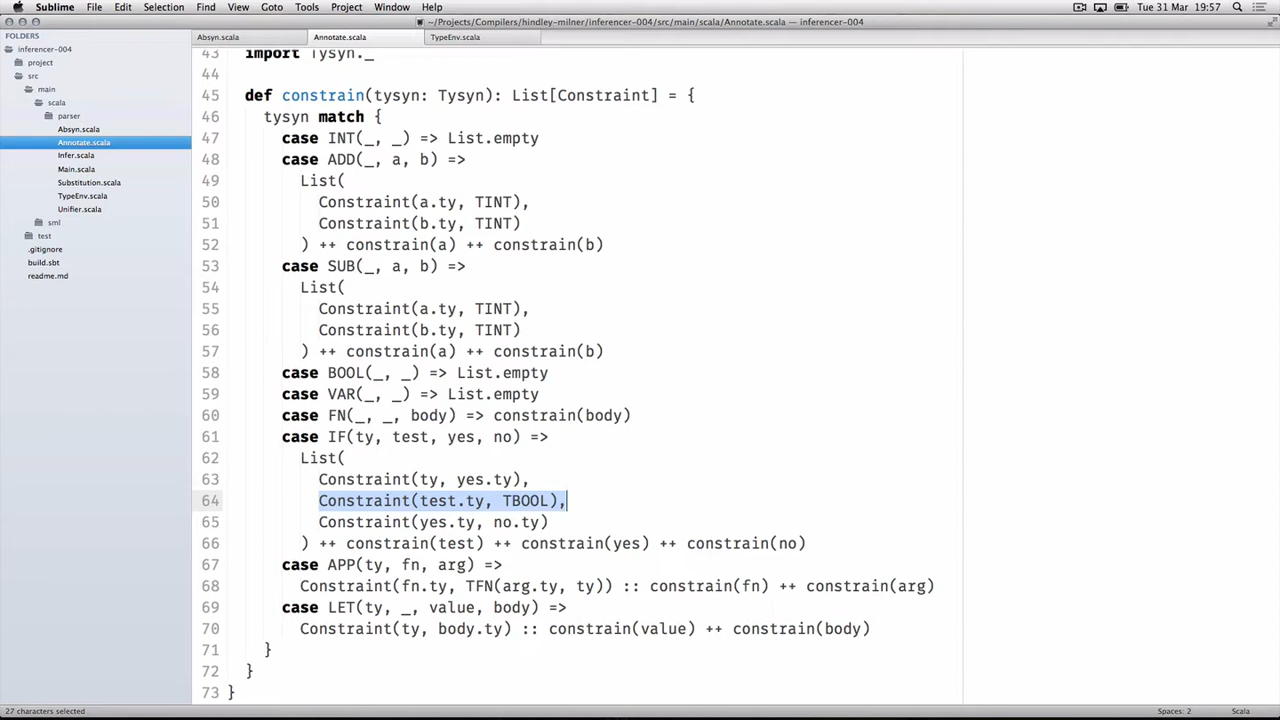 Sublime File Edit Selection Find View Goto Tools Project Window Help Tue 31 Mar 19:57
~/Projects/Compilers/hindley-milner/inferencer-004/src/main/scala/Annotate.scala — inferencer-004
FOLDERS
inferencer-004
project
src
main
scala
parser
Absyn.scala
Annotate.scala
Infer.scala
Main.scala
Substitution.scala
TypeEnv.scala
Unifier.scala
sml
test
.gitignore
build.sbt
readme.md
Absyn.scala Annotate.scala TypeEnv.scala
43 import Tysyn._
44
45 def constrain(tysyn: Tysyn): List[Constraint] = {
46 tysyn match {
47 case INT(_, _) => List.empty
48 case ADD(_, a, b) =>
49 List(
50 Constraint(a.ty, TINT),
51 Constraint(b.ty, TINT)
52 ) ++ constrain(a) ++ constrain(b)
53 case SUB(_, a, b) =>
54 List(
55 Constraint(a.ty, TINT),
56 Constraint(b.ty, TINT)
57 ) ++ constrain(a) ++ constrain(b)
58 case BOOL(_, _) => List.empty
59 case VAR(_, _) => List.empty
60 case FN(_, _, body) => constrain(body)
61 case IF(ty, test, yes, no) =>
62 List(
63 Constraint(ty, yes.ty),
64 Constraint(test.ty, TBOOL),
65 Constraint(yes.ty, no.ty)
66 ) ++ constrain(test) ++ constrain(yes) ++ constrain(no)
67 case APP(ty, fn, arg) =>
68 Constraint(fn.ty, TFN(arg.ty, ty)) :: constrain(fn) ++ constrain(arg)
69 case LET(ty, _, value, body) =>
70 Constraint(ty, body.ty) :: constrain(value) ++ constrain(body)
71 }
72 }
73 }
27 characters selected Spaces: 2 Scala